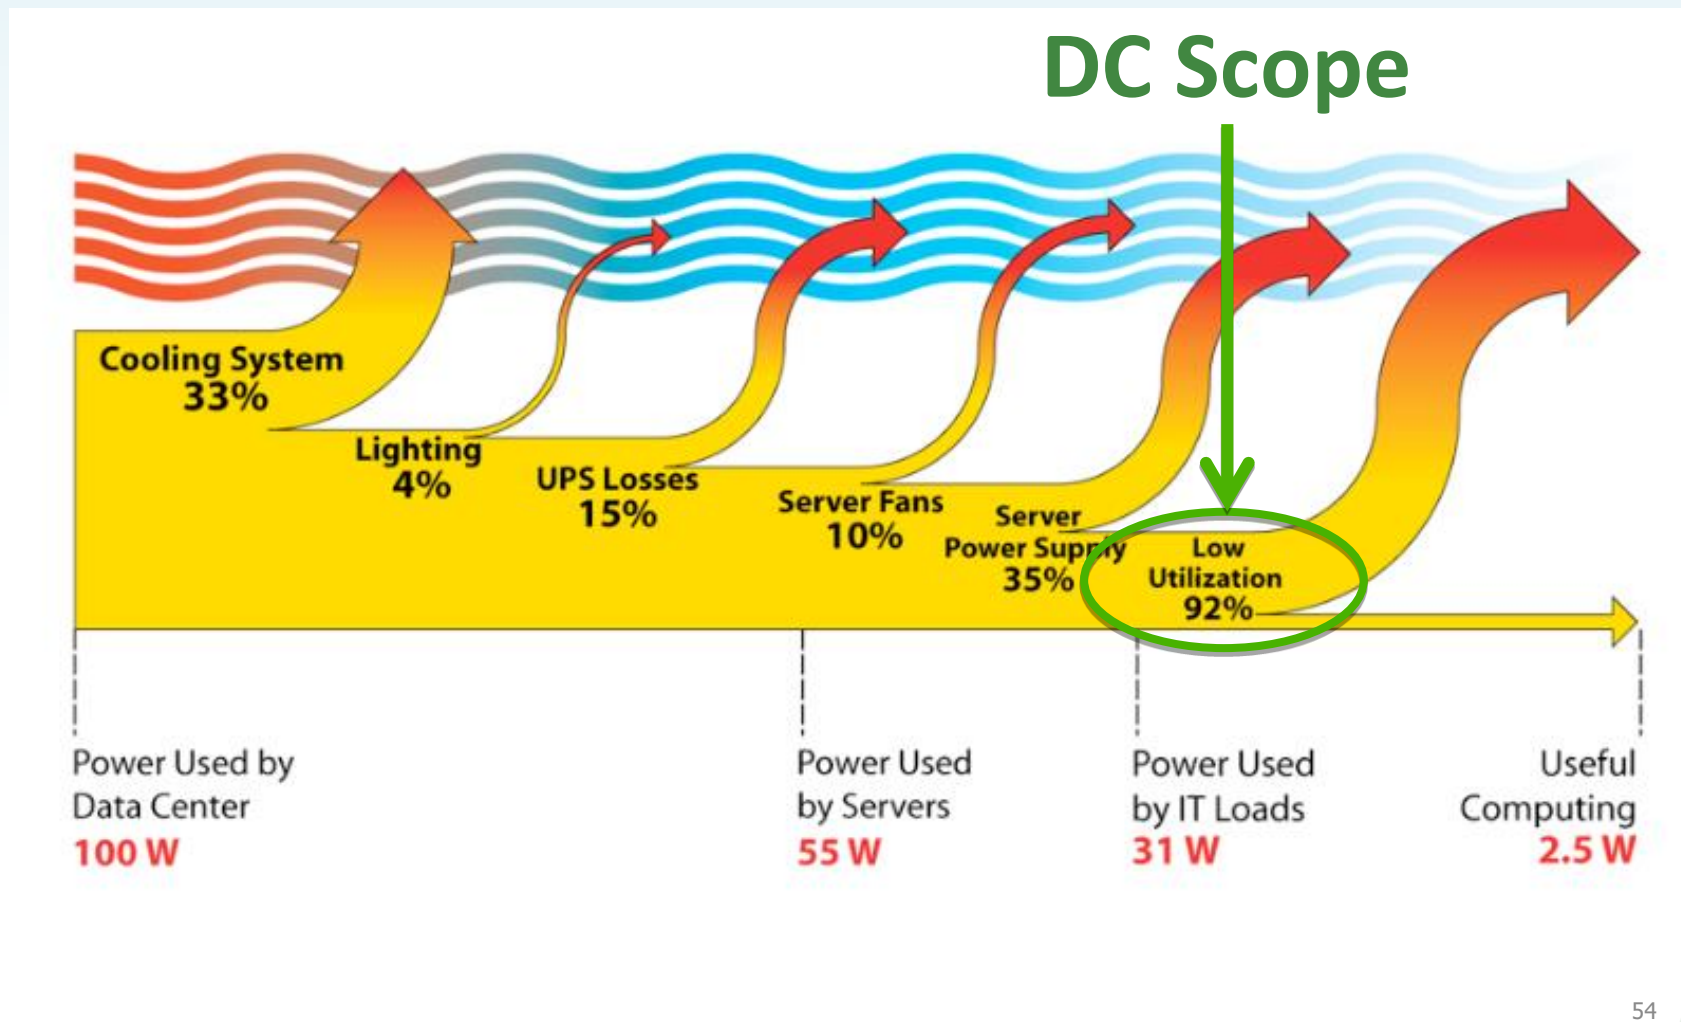 DC Scope
Cooling System
33%
Lighting
4%
UPS Losses
15%
Server Fans
10%
Server
Power Supply
35%
Low
Utilization
92%
Power Used by
Data Center
100 W
Power Used
by Servers
55 W
Power Used
by IT Loads
31 W
Useful
Computing
2.5 W
54